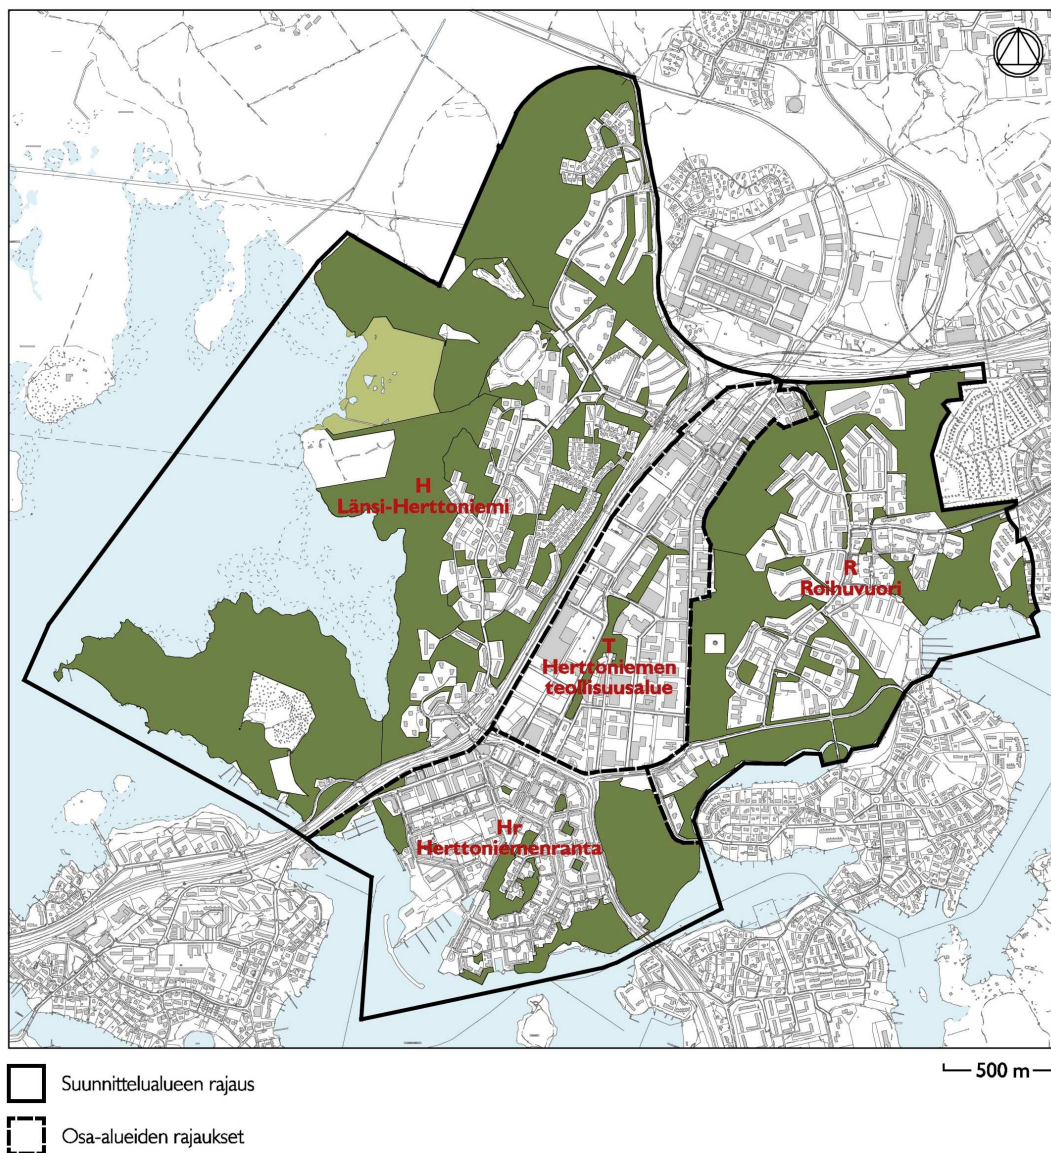 H
Länsi-Herttoniemi
R
Roihuvuori
T
Herttoniemen
teollisuusalue
Hr
Herttoniemenranta
500 m
Suunnittelualueen rajaus
Osa-alueiden rajaukset